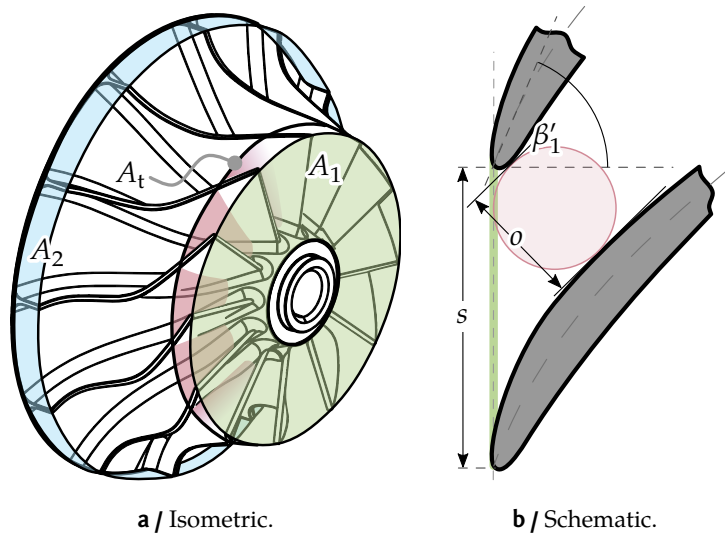 A₁
Aₜ
A₂
β′₁
o
s
a / Isometric.
b / Schematic.